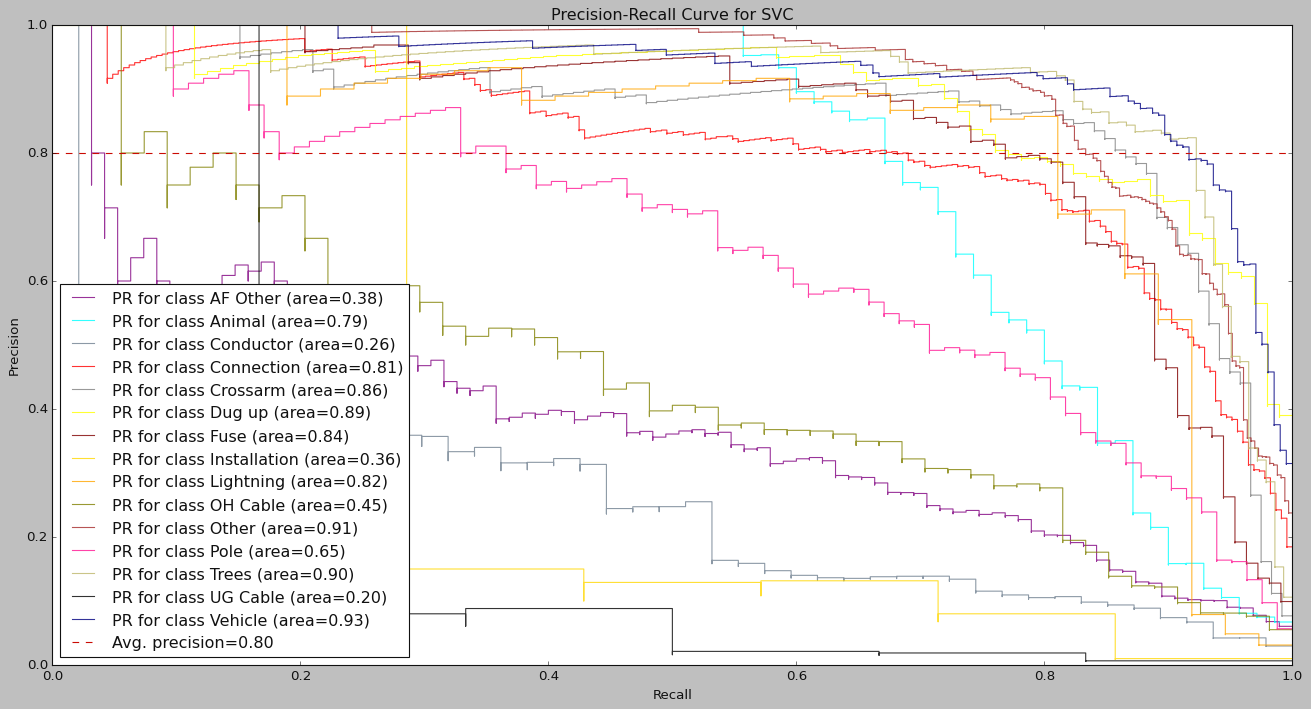 Precision-Recall Curve for SVC
1.0
0.8
0.6
0.4
0.2
0.0
Precision
PR for class AF Other (area=0.38)
PR for class Animal (area=0.79)
PR for class Conductor (area=0.26)
PR for class Connection (area=0.81)
PR for class Crossarm (area=0.86)
PR for class Dug up (area=0.89)
PR for class Fuse (area=0.84)
PR for class Installation (area=0.36)
PR for class Lightning (area=0.82)
PR for class OH Cable (area=0.45)
PR for class Other (area=0.91)
PR for class Pole (area=0.65)
PR for class Trees (area=0.90)
PR for class UG Cable (area=0.20)
PR for class Vehicle (area=0.93)
Avg. precision=0.80
0.0 0.2 0.4 0.6 0.8 1.0
Recall